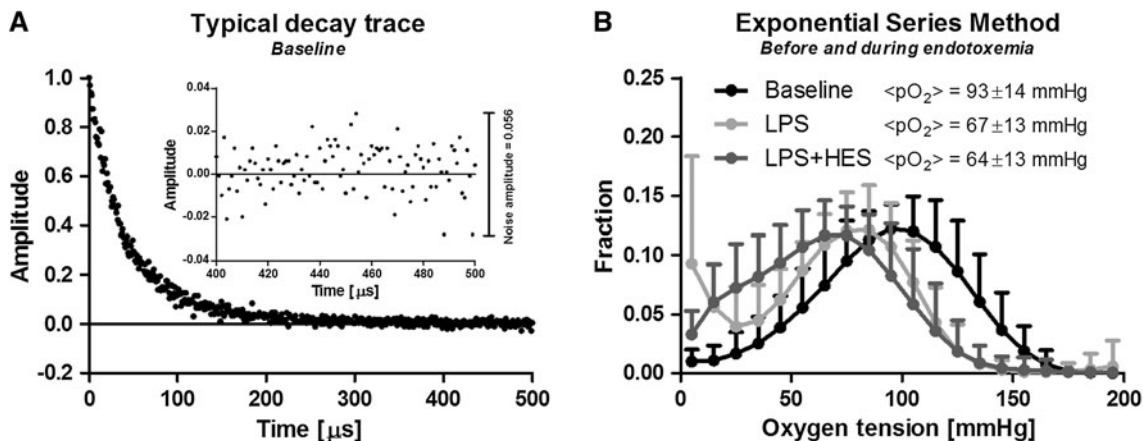 A
Typical decay trace
Baseline
Amplitude
1.0
0.8
0.6
0.4
0.2
0.0
-0.2
0
100
200
300
400
500
Time [μs]
Amplitude
0.04
0.02
0.00
-0.02
-0.04
400
420
440
460
480
500
Time [μs]
Noise amplitude = 0.056
B
Exponential Series Method
Before and during endotoxemia
Fraction
0.25
0.20
0.15
0.10
0.05
0.00
Baseline <pO2> = 93±14 mmHg
LPS <pO2> = 67±13 mmHg
LPS+HES <pO2> = 64±13 mmHg
0
50
100
150
200
Oxygen tension [mmHg]